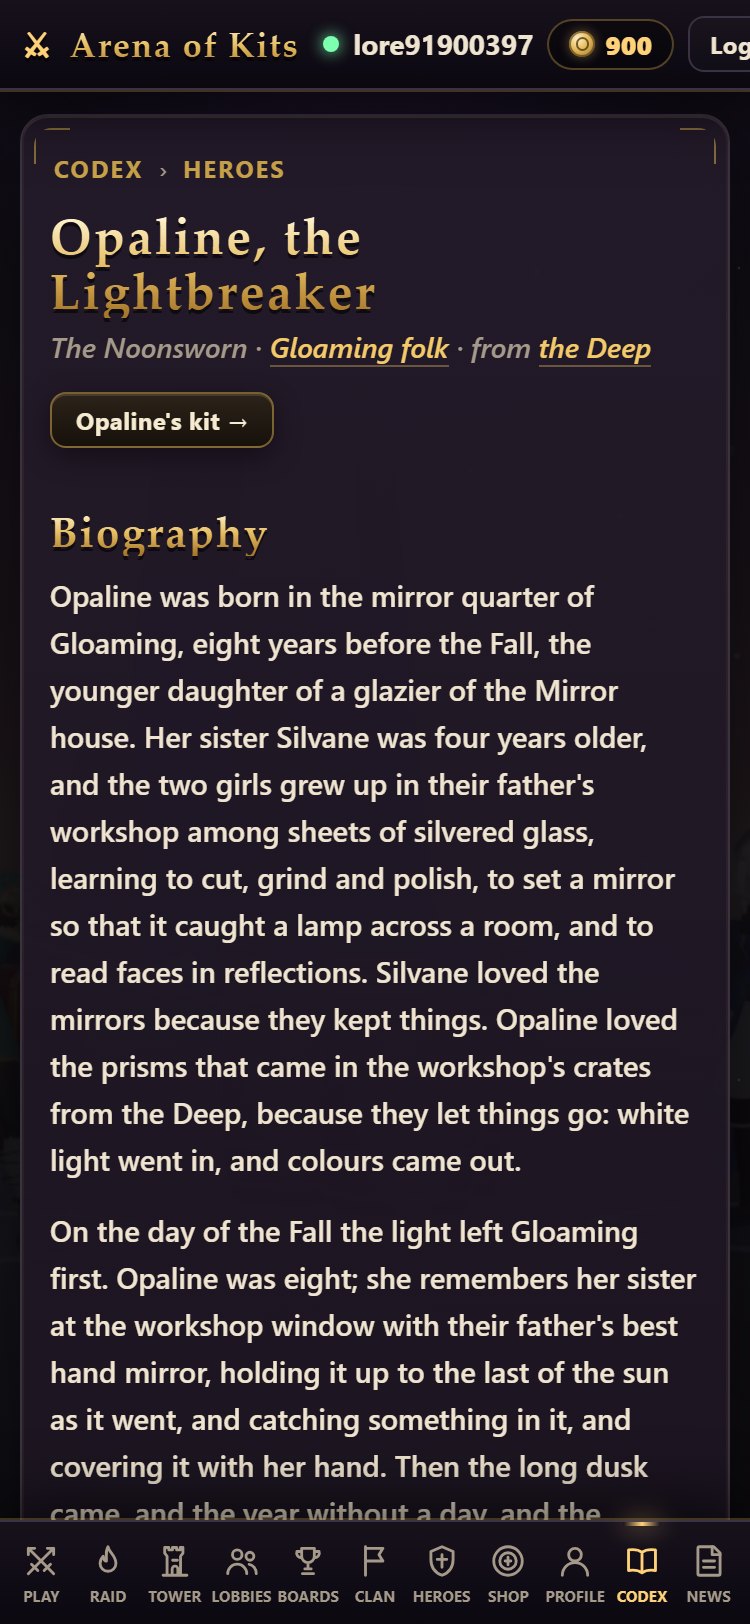 Arena of Kits
lore91900397
900
Log
CODEX › HEROES
Opaline, the
Lightbreaker
The Noonsworn · Gloaming folk · from the Deep
Opaline's kit →
Biography
Opaline was born in the mirror quarter of
Gloaming, eight years before the Fall, the
younger daughter of a glazier of the Mirror
house. Her sister Silvane was four years older,
and the two girls grew up in their father's
workshop among sheets of silvered glass,
learning to cut, grind and polish, to set a mirror
so that it caught a lamp across a room, and to
read faces in reflections. Silvane loved the
mirrors because they kept things. Opaline loved
the prisms that came in the workshop's crates
from the Deep, because they let things go: white
light went in, and colours came out.
On the day of the Fall the light left Gloaming
first. Opaline was eight; she remembers her sister
at the workshop window with their father's best
hand mirror, holding it up to the last of the sun
as it went, and catching something in it, and
covering it with her hand. Then the long dusk
came, and the year without a day, and the
PLAY
RAID
TOWER
LOBBIES
BOARDS
CLAN
HEROES
SHOP
PROFILE
CODEX
NEWS